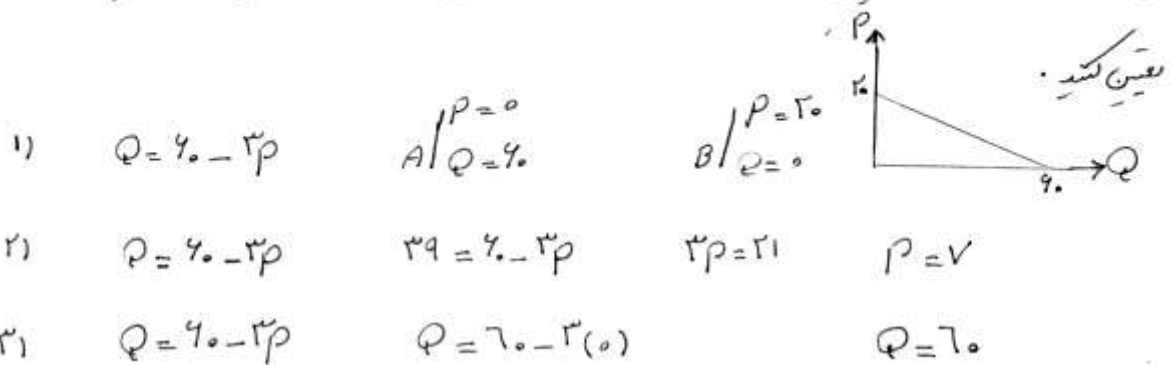 P
تعیین کنید.
۲۰
۱) Q = ۶۰ - ۳P A | P = ۰ Q = ۶۰ B | P = ۲۰ Q = ۰
۶۰ Q
۲) Q = ۶۰ - ۳P ۳۹ = ۶۰ - ۳P ۳P = ۲۱ P = ۷
۳) Q = ۶۰ - ۳P Q = ٦۰ - ۳(۰) Q = ٦۰